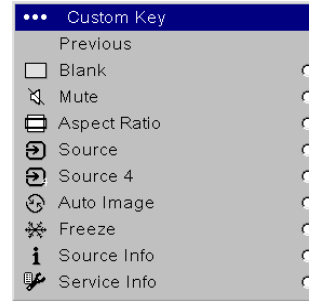 Custom Key
Previous
Blank
Mute
Aspect Ratio
Source
Source 4
Auto Image
Freeze
Source Info
Service Info